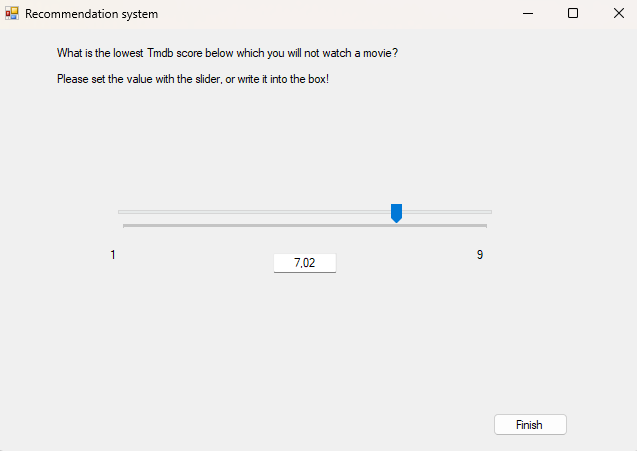 Recommendation system
What is the lowest Tmdb score below which you will not watch a movie?
Please set the value with the slider, or write it into the box!
1
9
7,02
Finish